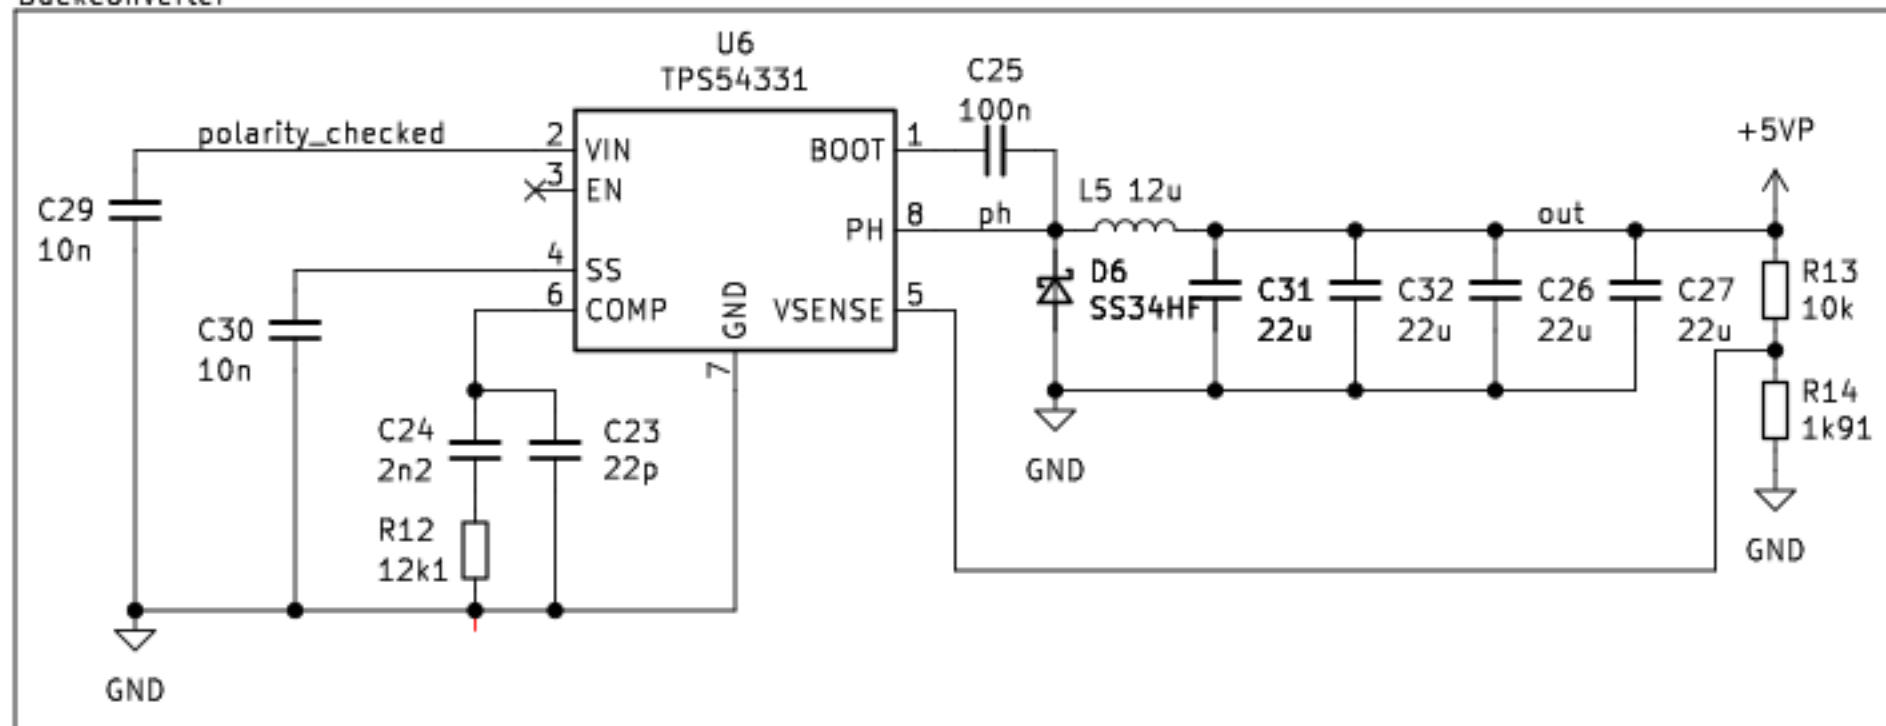 Buckconverter
U6
TPS54331
C25
100n
polarity_checked
2
VIN
BOOT
1
+5VP
3
EN
L5 12u
C29
10n
PH
8
ph
out
4
SS
D6
SS34HF
R13
10k
6
COMP
GND
VSENSE
5
C31
22u
C32
22u
C26
22u
C27
22u
C30
10n
7
R14
1k91
C24
2n2
C23
22p
GND
R12
12k1
GND
GND